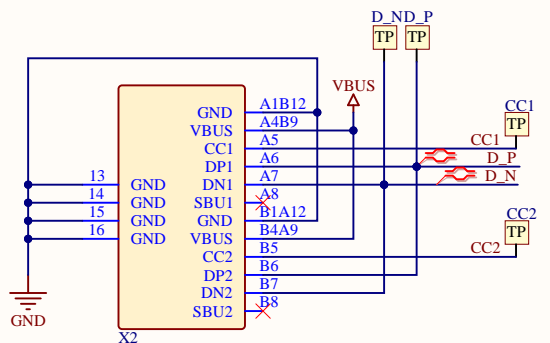 D_N D_P
TP TP
VBUS
CC1
TP
GND A1B12
VBUS A4B9
CC1 A5 CC1
DP1 A6 D_P
13 GND DN1 A7 D_N
14 GND SBU1 A8
15 GND GND B1A12
CC2
TP
16 GND VBUS B4A9
CC2 B5 CC2
DP2 B6
DN2 B7
SBU2 B8
GND
X2